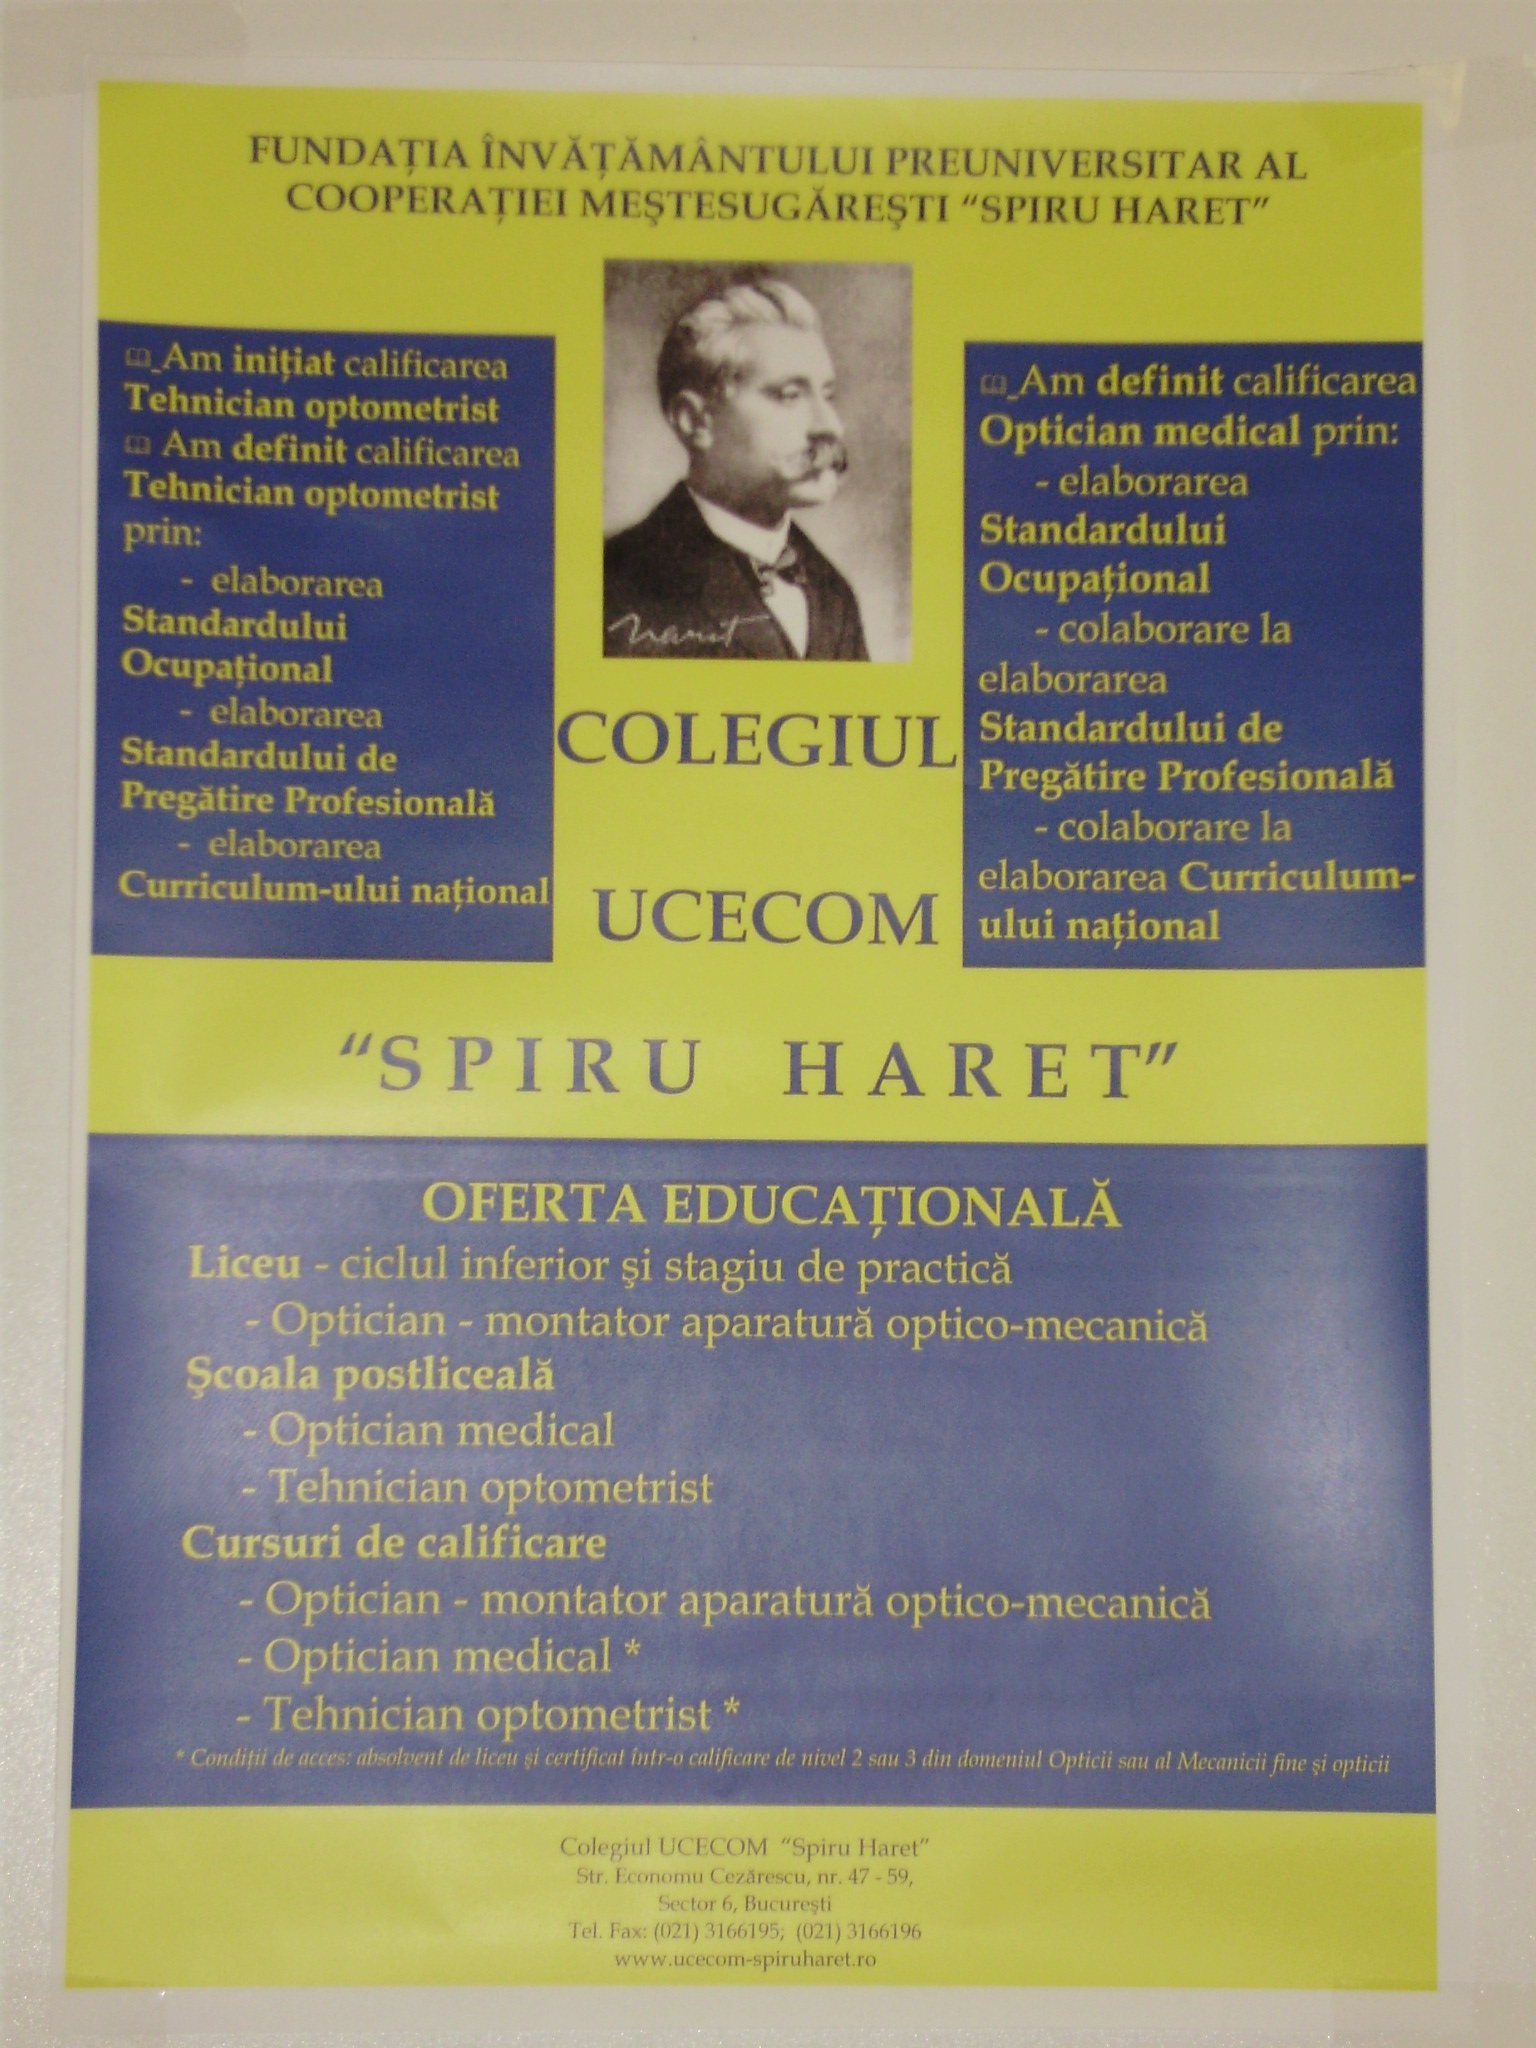 FUNDAȚIA ÎNVĂȚĂMÂNTULUI PREUNIVERSITAR AL
COOPERAȚIEI MEŞTESUGĂREŞTI “SPIRU HARET”
Am inițiat calificarea
Tehnician optometrist
Am definit calificarea
Tehnician optometrist
prin:
- elaborarea
Standardului
Ocupațional
- elaborarea
Standardului de
Pregătire Profesională
- elaborarea
Curriculum-ului național
Haret
COLEGIUL
UCECOM
Am definit calificarea
Optician medical prin:
- elaborarea
Standardului
Ocupațional
- colaborare la
elaborarea
Standardului de
Pregătire Profesională
- colaborare la
elaborarea Curriculum-
ului național
“SPIRU HARET”
OFERTA EDUCAȚIONALĂ
Liceu - ciclul inferior şi stagiu de practică
- Optician - montator aparatură optico-mecanică
Şcoala postliceală
- Optician medical
- Tehnician optometrist
Cursuri de calificare
- Optician - montator aparatură optico-mecanică
- Optician medical *
- Tehnician optometrist *
* Condiții de acces: absolvent de liceu şi certificat într-o calificare de nivel 2 sau 3 din domeniul Opticii sau al Mecanicii fine şi opticii
Colegiul UCECOM “Spiru Haret”
Str. Economu Cezărescu, nr. 47 - 59,
Sector 6, Bucureşti
Tel. Fax: (021) 3166195; (021) 3166196
www.ucecom-spiruharet.ro